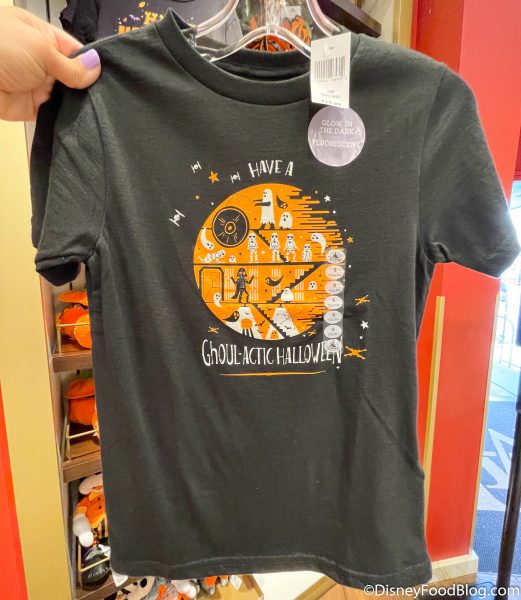 GLOW IN
THE DARK
FLUORESCENT
HAVE A
GHOUL-ACTIC HALLOWEEN
©DisneyFoodBlog.com